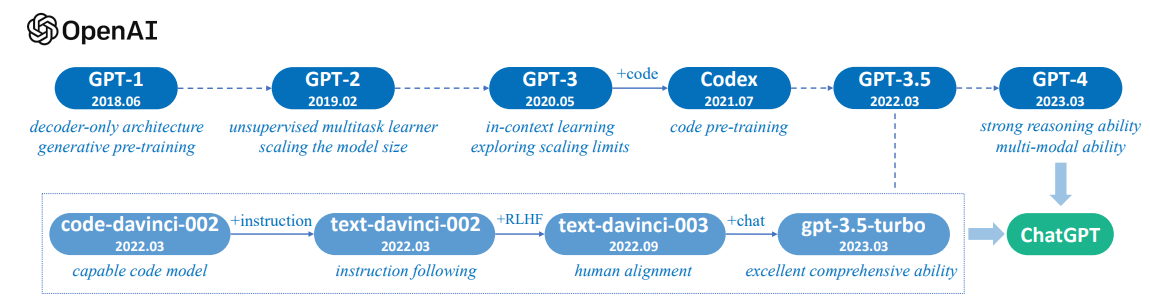 OpenAI
GPT-1
2018.06
decoder-only architecture
generative pre-training
GPT-2
2019.02
unsupervised multitask learner
scaling the model size
GPT-3
2020.05
in-context learning
exploring scaling limits
+code
Codex
2021.07
code pre-training
GPT-3.5
2022.03
GPT-4
2023.03
strong reasoning ability
multi-modal ability
code-davinci-002
2022.03
capable code model
+instruction
text-davinci-002
2022.03
instruction following
+RLHF
text-davinci-003
2022.09
human alignment
+chat
gpt-3.5-turbo
2023.03
excellent comprehensive ability
ChatGPT